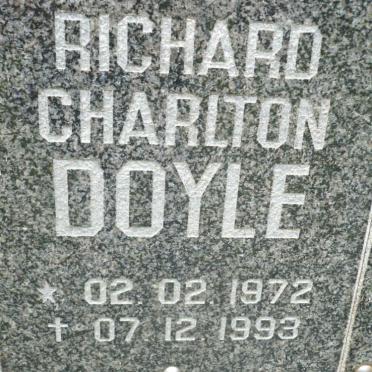 RICHARD
CHARLTON
DOYLE
* 02.02.1972
† 07.12.1993